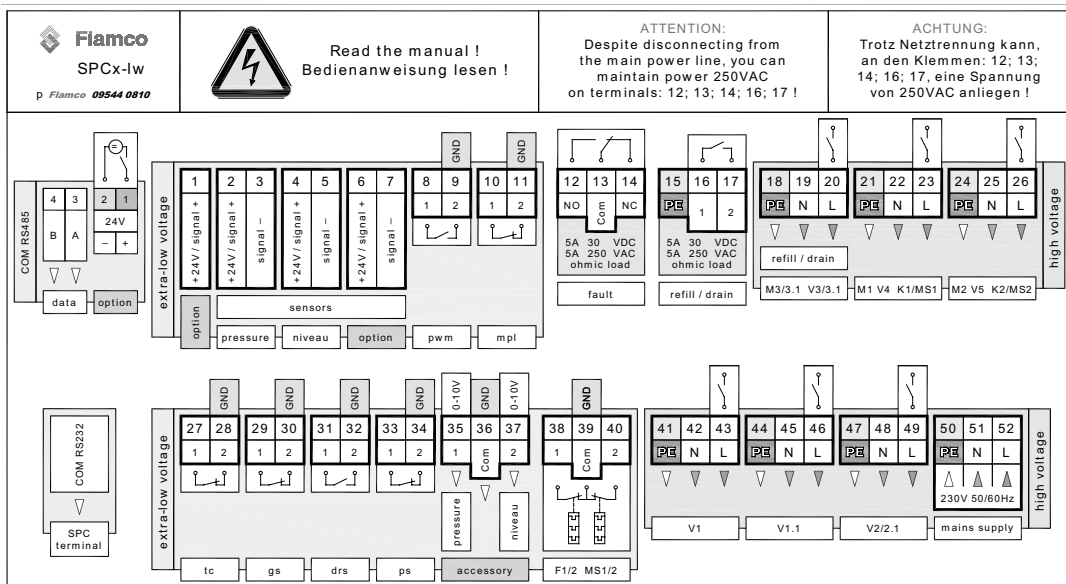 Flamco
SPCx-lw
p Flamco 09544 0810
Read the manual !
Bedienanweisung lesen !
ATTENTION:
Despite disconnecting from
the main power line, you can
maintain power 250VAC
on terminals: 12; 13; 14; 16; 17 !
ACHTUNG:
Trotz Netztrennung kann,
an den Klemmen: 12; 13;
14; 16; 17, eine Spannung
von 250VAC anliegen !
COM RS485
4 3
B A
data
2 1
24V
– +
option
extra-low voltage
1 2 3 4 5 6 7
+24V / signal +
+24V / signal +
signal –
+24V / signal +
signal –
+24V / signal +
signal –
option
sensors
pressure niveau option
GND
8 9
1 2
pwm
GND
10 11
1 2
mpl
12 13 14
NO Com NC
5A 30 VDC
5A 250 VAC
ohmic load
fault
15 16 17
PE 1 2
5A 30 VDC
5A 250 VAC
ohmic load
refill / drain
18 19 20
PE N L
refill / drain
M3/3.1 V3/3.1
21 22 23
PE N L
M1 V4 K1/MS1
24 25 26
PE N L
M2 V5 K2/MS2
high voltage
COM RS232
SPC
terminal
extra-low voltage
GND
27 28
1 2
tc
GND
29 30
1 2
gs
GND
31 32
1 2
drs
GND
33 34
1 2
ps
0-10V GND 0-10V
35 36 37
1 Com 2
pressure
niveau
accessory
GND
38 39 40
1 Com 2
F1/2 MS1/2
41 42 43
PE N L
V1
44 45 46
PE N L
V1.1
47 48 49
PE N L
V2/2.1
50 51 52
PE N L
230V 50/60Hz
mains supply
high voltage